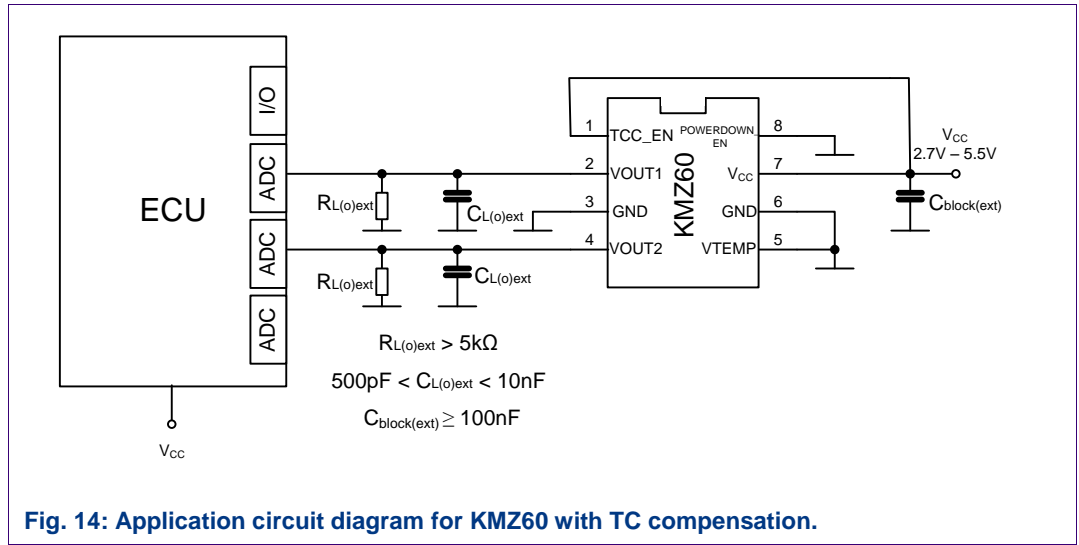 ECU
I/O
ADC
ADC
ADC
VCC
RL(o)ext
CL(o)ext
RL(o)ext
CL(o)ext
RL(o)ext > 5kΩ
500pF < CL(o)ext < 10nF
Cblock(ext) ≥ 100nF
1
2
3
4
TCC_EN
VOUT1
GND
VOUT2
KMZ60
POWERDOWN_
EN
VCC
GND
VTEMP
8
7
6
5
VCC
2.7V – 5.5V
Cblock(ext)
Fig. 14: Application circuit diagram for KMZ60 with TC compensation.